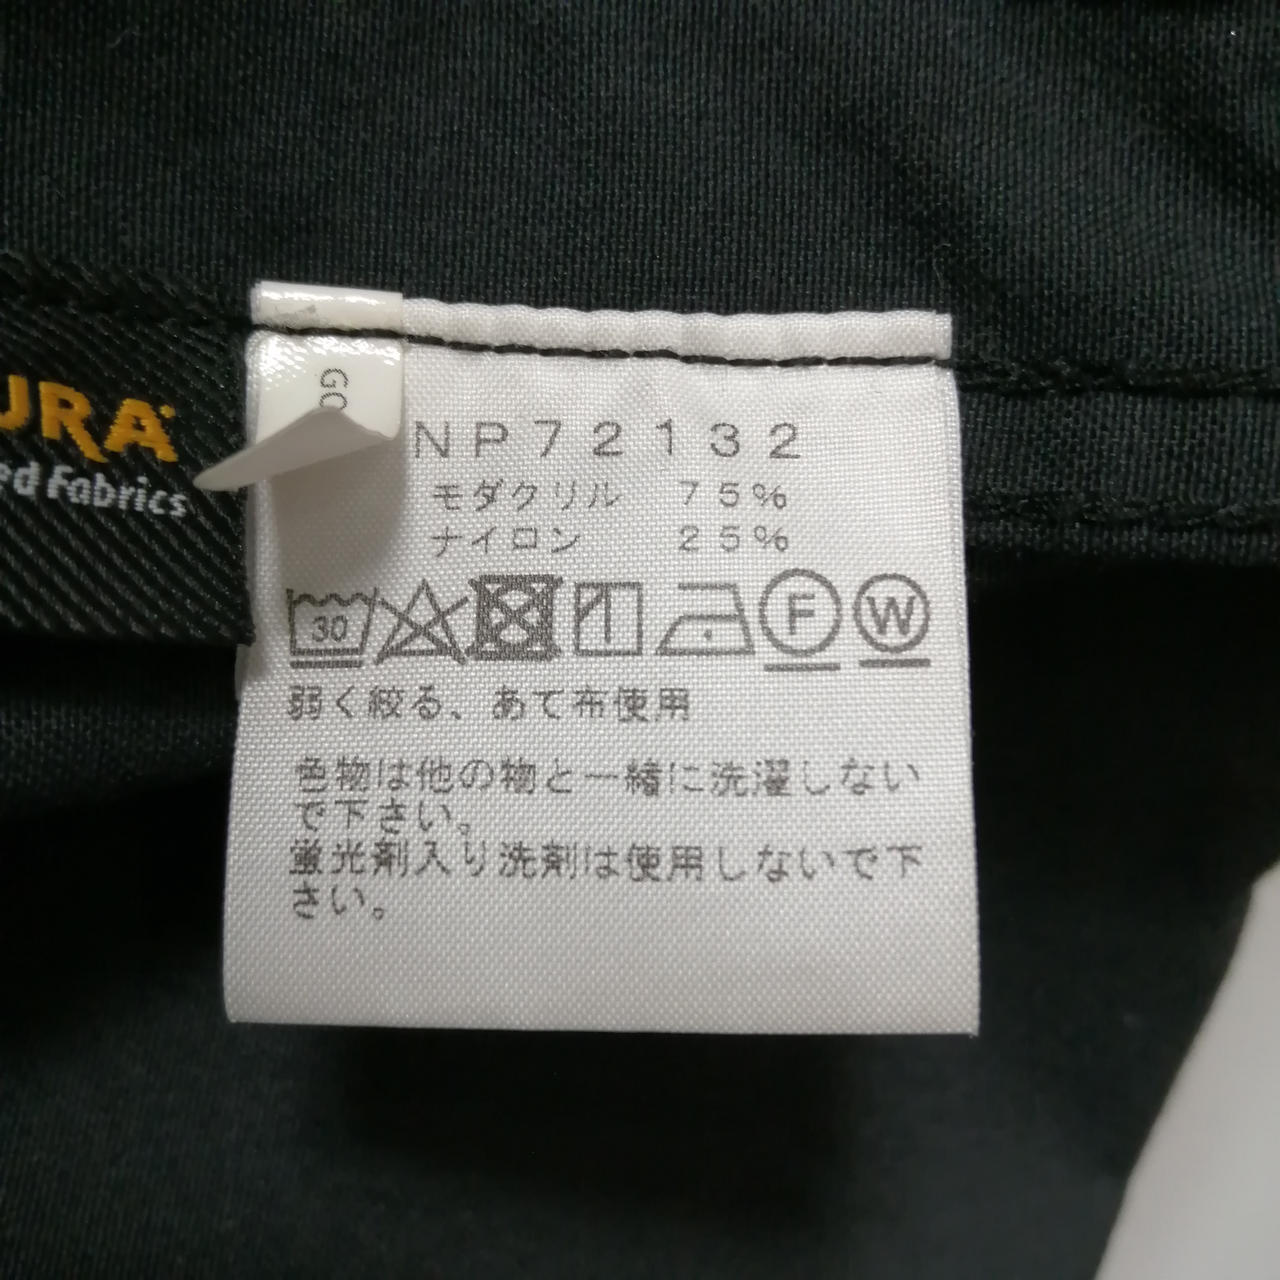 GO
URA
ed Fabrics
NP72132
モダクリル 75%
ナイロン 25%
30
F
W
弱く絞る、あて布使用
色物は他の物と一緒に洗濯しない
で下さい。
蛍光剤入り洗剤は使用しないで下
さい。